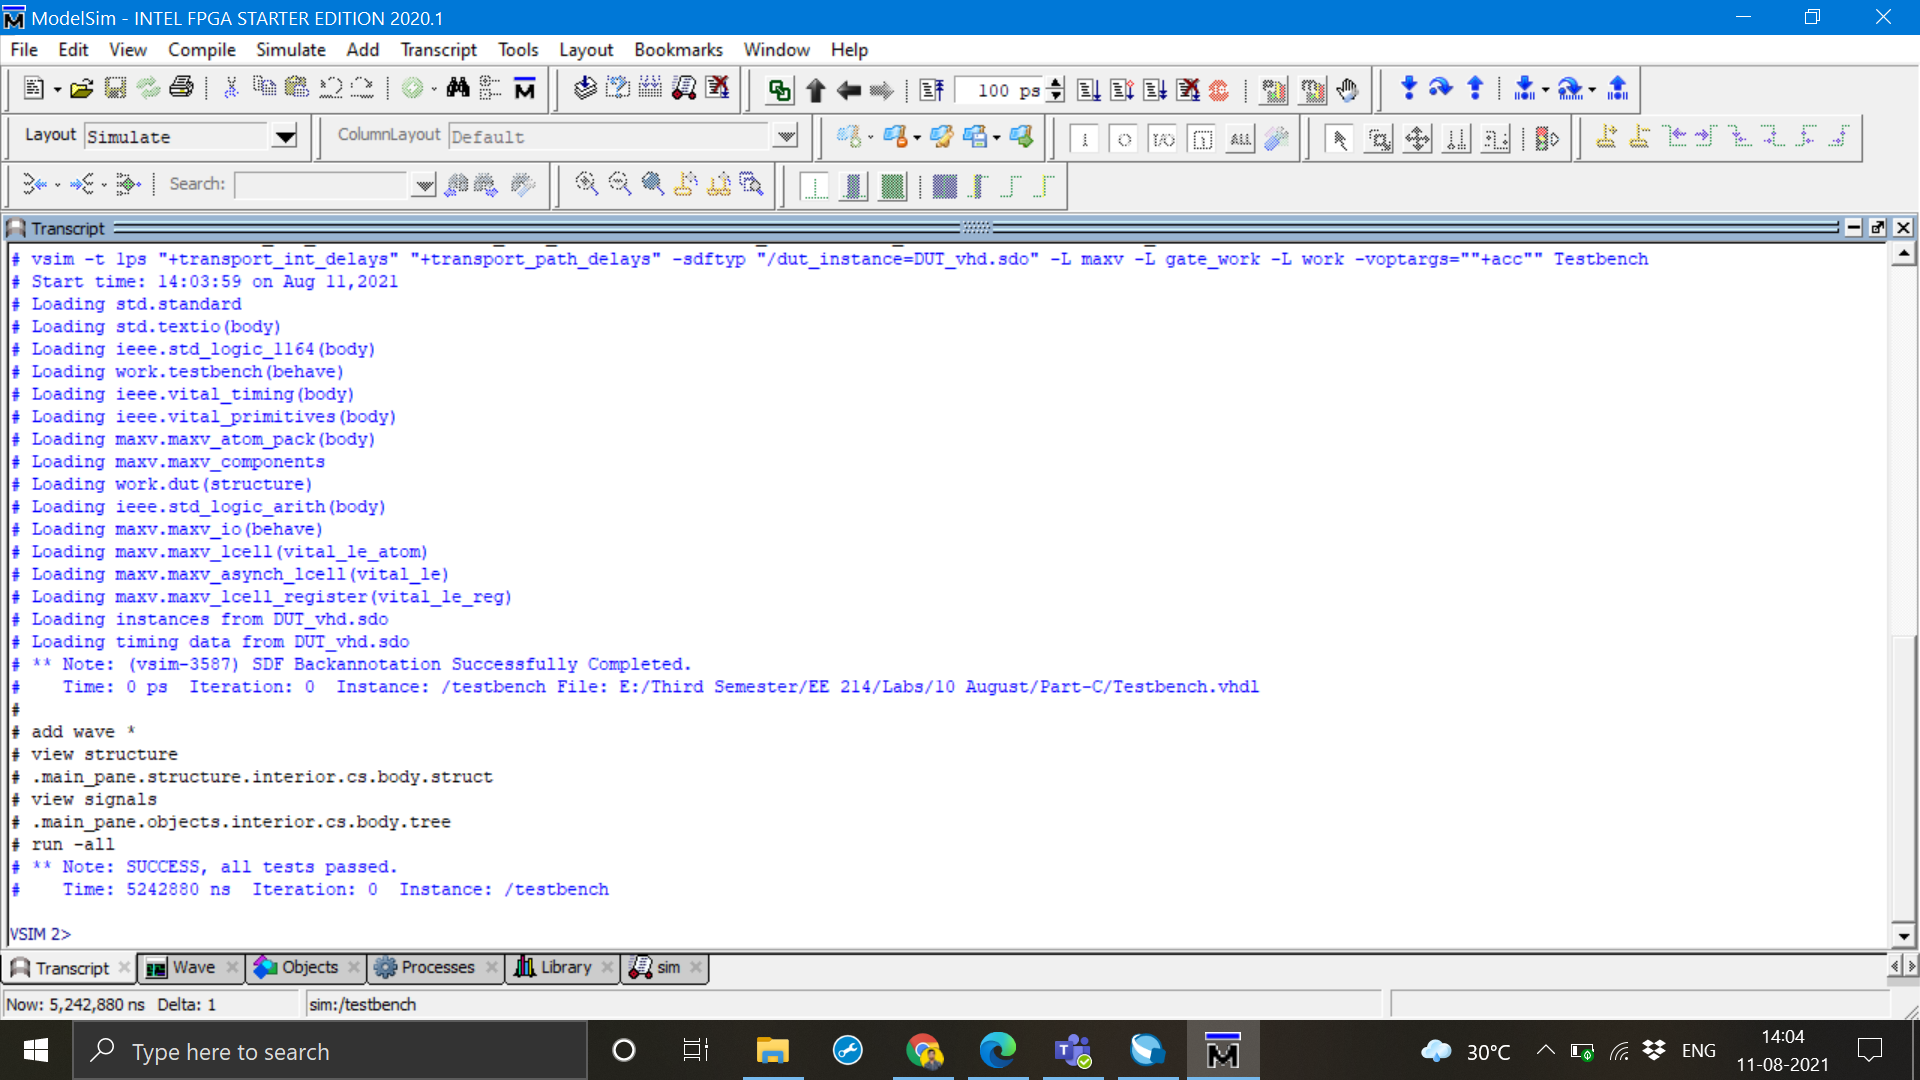 ModelSim - INTEL FPGA STARTER EDITION 2020.1
File Edit View Compile Simulate Add Transcript Tools Layout Bookmarks Window Help
100 ps
Layout Simulate ColumnLayout Default
ALL
Search:
Transcript
# vsim -t 1ps "+transport_int_delays" "+transport_path_delays" -sdftyp "/dut_instance=DUT_vhd.sdo" -L maxv -L gate_work -L work -voptargs=""+acc"" Testbench
# Start time: 14:03:59 on Aug 11,2021
# Loading std.standard
# Loading std.textio(body)
# Loading ieee.std_logic_1164(body)
# Loading work.testbench(behave)
# Loading ieee.vital_timing(body)
# Loading ieee.vital_primitives(body)
# Loading maxv.maxv_atom_pack(body)
# Loading maxv.maxv_components
# Loading work.dut(structure)
# Loading ieee.std_logic_arith(body)
# Loading maxv.maxv_io(behave)
# Loading maxv.maxv_lcell(vital_le_atom)
# Loading maxv.maxv_asynch_lcell(vital_le)
# Loading maxv.maxv_lcell_register(vital_le_reg)
# Loading instances from DUT_vhd.sdo
# Loading timing data from DUT_vhd.sdo
# ** Note: (vsim-3587) SDF Backannotation Successfully Completed.
#    Time: 0 ps  Iteration: 0  Instance: /testbench File: E:/Third Semester/EE 214/Labs/10 August/Part-C/Testbench.vhdl
#
# add wave *
# view structure
# .main_pane.structure.interior.cs.body.struct
# view signals
# .main_pane.objects.interior.cs.body.tree
# run -all
# ** Note: SUCCESS, all tests passed.
#    Time: 5242880 ns  Iteration: 0  Instance: /testbench
VSIM 2>
Transcript Wave Objects Processes Library sim
Now: 5,242,880 ns Delta: 1 sim:/testbench
Type here to search
30°C ENG 14:04
11-08-2021